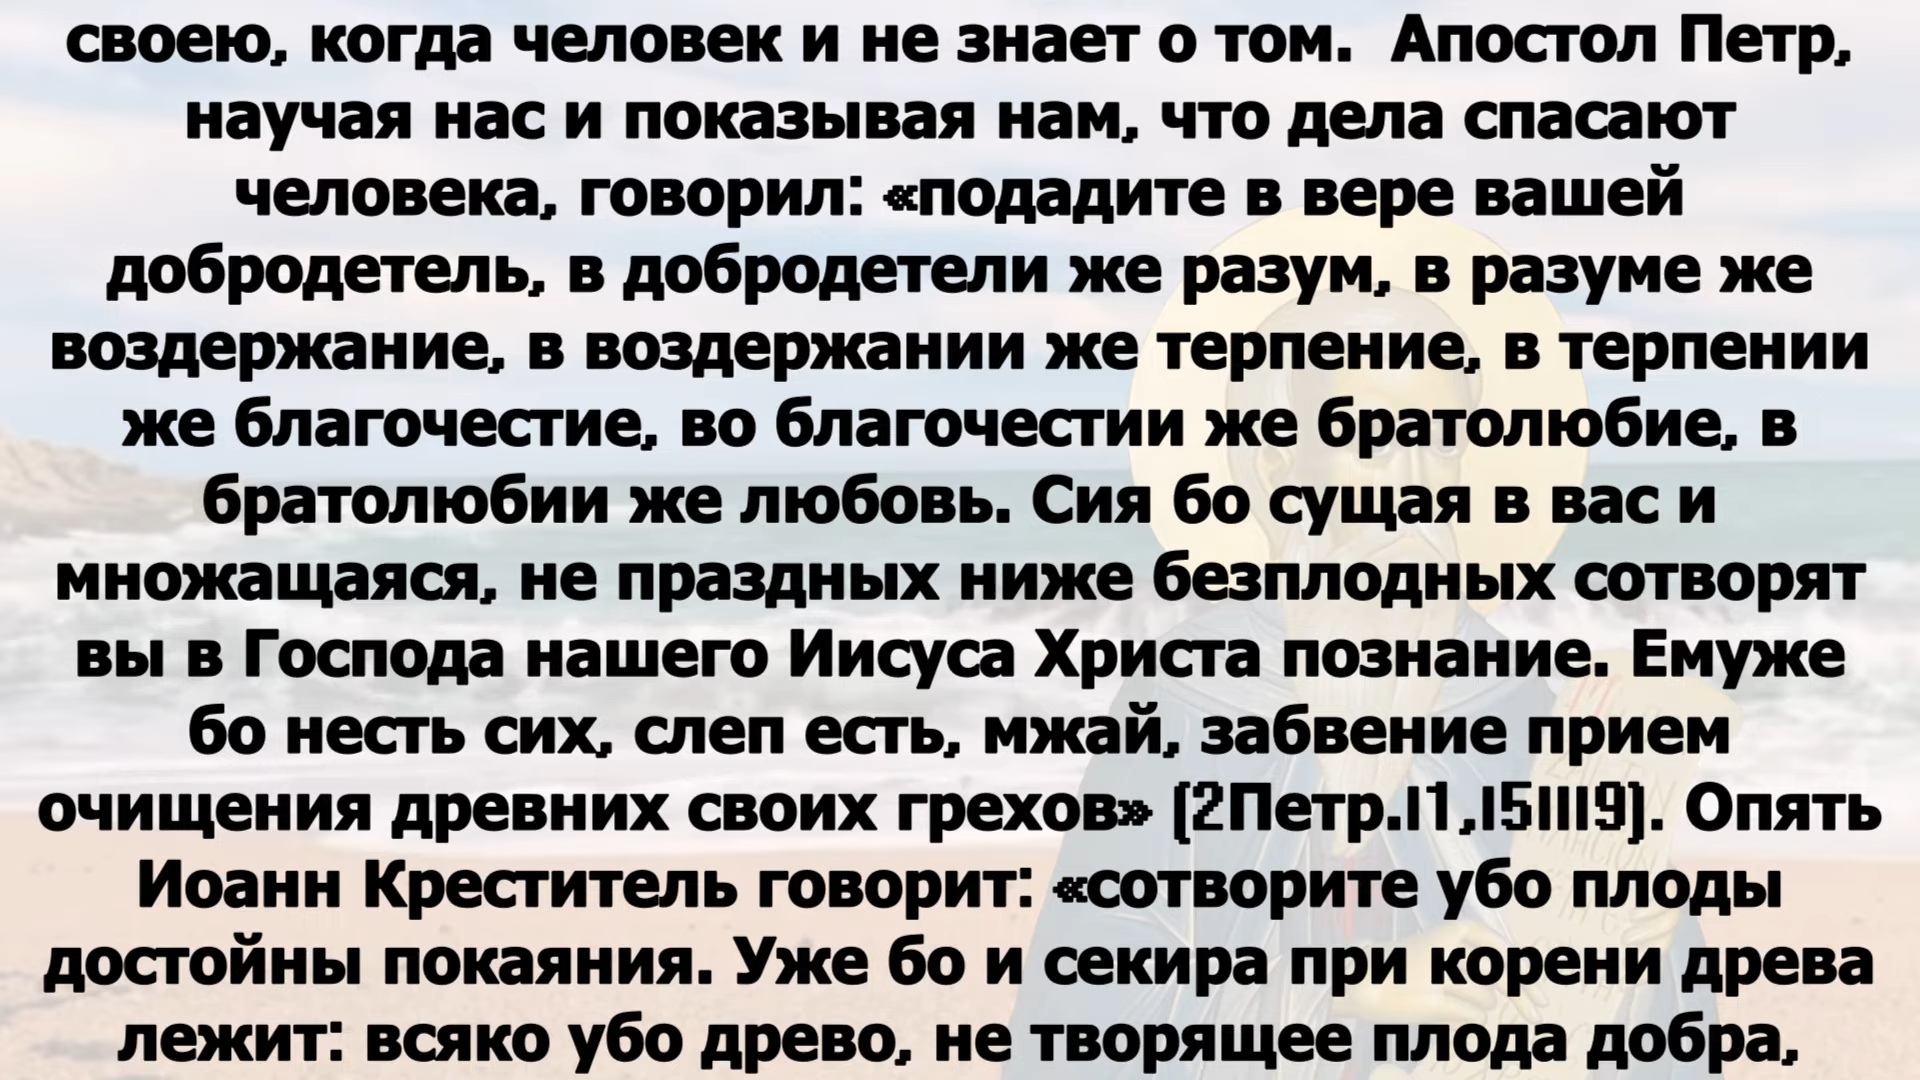 своею, когда человек и не знает о том.  Апостол Петр,
научая нас и показывая нам, что дела спасают
человека, говорил: «подадите в вере вашей
добродетель, в добродетели же разум, в разуме же
воздержание, в воздержании же терпение, в терпении
же благочестие, во благочестии же братолюбие, в
братолюбии же любовь. Сия бо сущая в вас и
множащаяся, не праздных ниже безплодных сотворят
вы в Господа нашего Иисуса Христа познание. Емуже
бо несть сих, слеп есть, мжай, забвение прием
очищения древних своих грехов» (2Петр.I1,I5III9). Опять
Иоанн Креститель говорит: «сотворите убо плоды
достойны покаяния. Уже бо и секира при корени древа
лежит: всяко убо древо, не творящее плода добра,